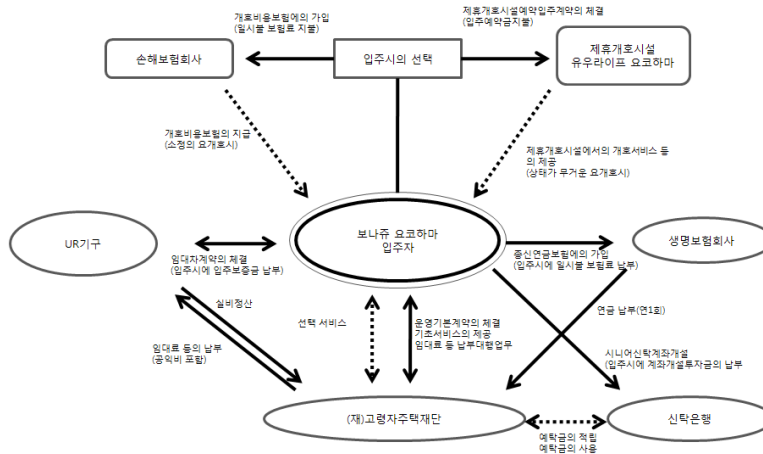 개호비용보험에의 가입
(일시불 보험료 지불)
제휴개호시설예약입주계약의 체결
(입주예약금지불)
손해보험회사
입주시의 선택
제휴개호시설
유우라이프 요코하마
개호비용보험의 지급
(소정의 요개호시)
제휴개호시설에서의 개호서비스 등
의 제공
(상태가 무거운 요개호시)
UR기구
보나쥬 요코하마
입주자
생명보험회사
임대차계약의 체결
(입주시에 입주보증금 납부)
종신연금보험에의 가입
(입주시에 일시불 보험료 납부)
실비정산
선택 서비스
운영기본계약의 체결
기초서비스의 제공
임대료 등 납부대행업무
연금 납부(연1회)
임대료 등의 납부
(공익비 포함)
시니어신탁계좌개설
(입주시에 계좌개설투자금의 납부
(재)고령자주택재단
신탁은행
예탁금의 적립
예탁금의 사용